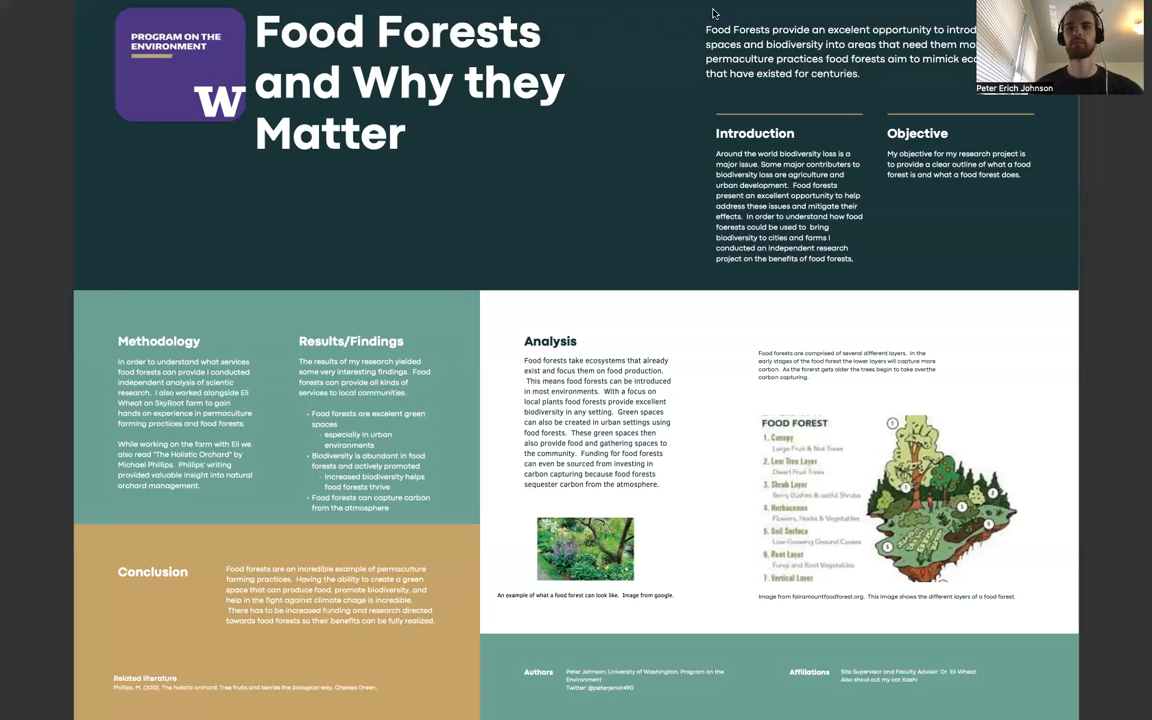 PROGRAM ON THE
ENVIRONMENT
W
Food Forests
and Why they
Matter
Food Forests provide an excellent opportunity to introd
spaces and biodiversity into areas that need them mo
permaculture practices food forests aim to mimick eco
that have existed for centuries.
Peter Erich Johnson
Introduction
Around the world biodiversity loss is a
major issue. Some major contributers to
biodiversity loss are agriculture and
urban development. Food forests
present an excellent opportunity to help
address these issues and mitigate their
effects. In order to understand how food
foerests could be used to bring
biodiversity to cities and farms I
conducted an independent research
project on the benefits of food forests,
Objective
My objective for my research project is
to provide a clear outline of what a food
forest is and what a food forest does.
Methodology
In order to understand what services
food forests can provide I conducted
independent analysis of scientic
research. I also worked alongside Eli
Wheat on SkyRoot farm to gain
hands on experience in permaculture
farming practices and food forests.
While working on the farm with Eli we
also read "The Holistic Orchard" by
Michael Phillips. Phillips' writing
provided valuable insight into natural
orchard management.
Results/Findings
The results of my research yielded
some very interesting findings. Food
forests can provide all kinds of
services to local communities.
• Food forests are excelent green
spaces
◦ especially in urban
environments
• Biodiversity is abundant in food
forests and actively promoted
◦ Increased biodiversity helps
food forests thrive
• Food forests can capture carbon
from the atmosphere
Analysis
Food forests take ecosystems that already
exist and focus them on food production.
This means food forests can be introduced
in most environments. With a focus on
local plants food forests provide excellent
biodiversity in any setting. Green spaces
can also be created in urban settings using
food forests. These green spaces then
also provide food and gathering spaces to
the community. Funding for food forests
can even be sourced from investing in
carbon capturing because food forests
sequester carbon from the atmosphere.
An example of what a food forest can look like. Image from google.
Food forests are comprised of several different layers. In the
early stages of the food forest the lower layers will capture more
carbon. As the forerst gets older the trees begin to take overthe
carbon capturing.
FOOD FOREST
1. Canopy
Large Fruit & Nut Trees
2. Low Tree Layer
Dwarf Fruit Trees
3. Shrub Layer
Berry Bushes & useful Shrubs
4. Herbaceous
Flowers, Herbs & Vegetables
5. Soil Surface
Low-Growing Ground Covers
6. Root Layer
Fungi and Root Vegetables
7. Vertical Layer
Image from fairamountfoodforest.org. This image shows the different layers of a food forest.
Conclusion
Food forests are an incredible example of permaculture
farming practices. Having the ability to create a green
space that can produce food, promote biodiversity, and
help in the fight against climate chage is incredible.
There has to be increased funding and research directed
towards food forests so their benefits can be fully realized.
Related literature
Phillips, M. (2012). The holistic orchard: Tree fruits and berries the biological way. Chelsea Green.
Authors
Peter Johnson, University of Washington. Program on the
Environment
Twitter: @peterjenvir490
Affiliations
Site Supervisor and Faculty Advisor: Dr. Eli Wheat
Also shout out my cat Kashi